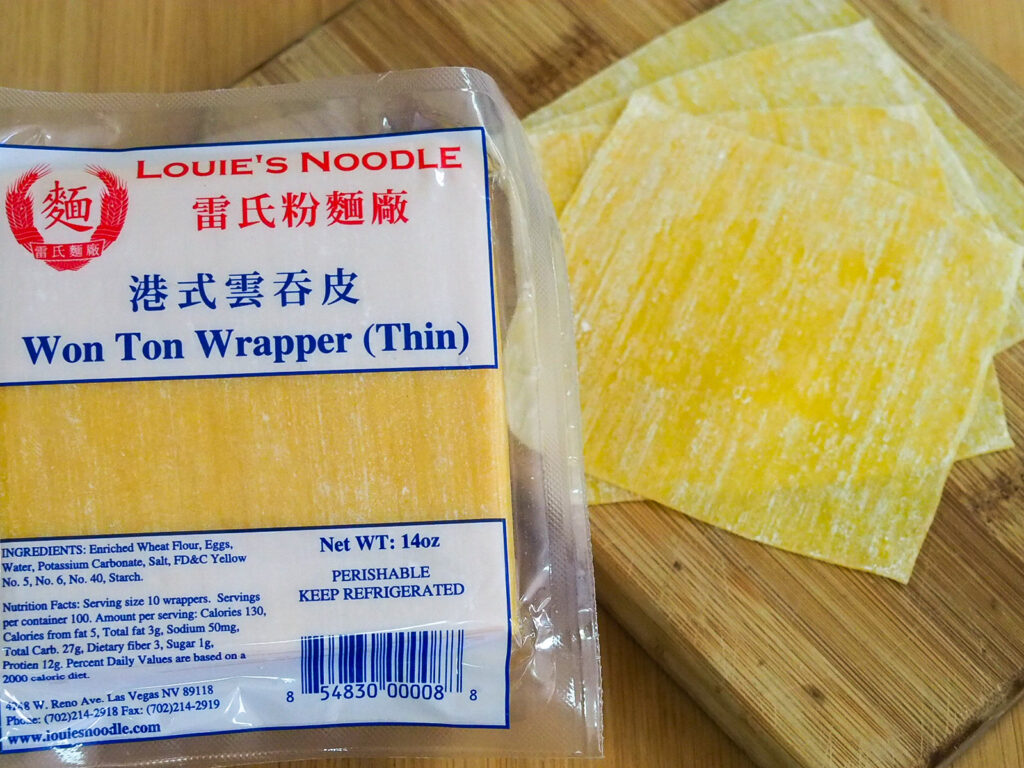 麵
雷氏麵廠
LOUIE'S NOODLE
雷氏粉麵廠
港式雲吞皮
Won Ton Wrapper (Thin)
INGREDIENTS: Enriched Wheat Flour, Eggs,
Water, Potassium Carbonate, Salt, FD&C Yellow
No. 5, No. 6, No. 40, Starch.
Nutrition Facts: Serving size 10 wrappers. Servings
per container 100. Amount per serving: Calories 130,
Calories from fat 5, Total fat 3g, Sodium 50mg,
Total Carb. 27g, Dietary fiber 3, Sugar 1g,
Protien 12g. Percent Daily Values are based on a
2000 caloric diet.
W. Reno Ave. Las Vegas NV 89118
Phone: (702)214-2918 Fax: (702)214-2919
www.louiesnoodle.com
Net WT: 14oz
PERISHABLE
KEEP REFRIGERATED
8 54830 00008 8